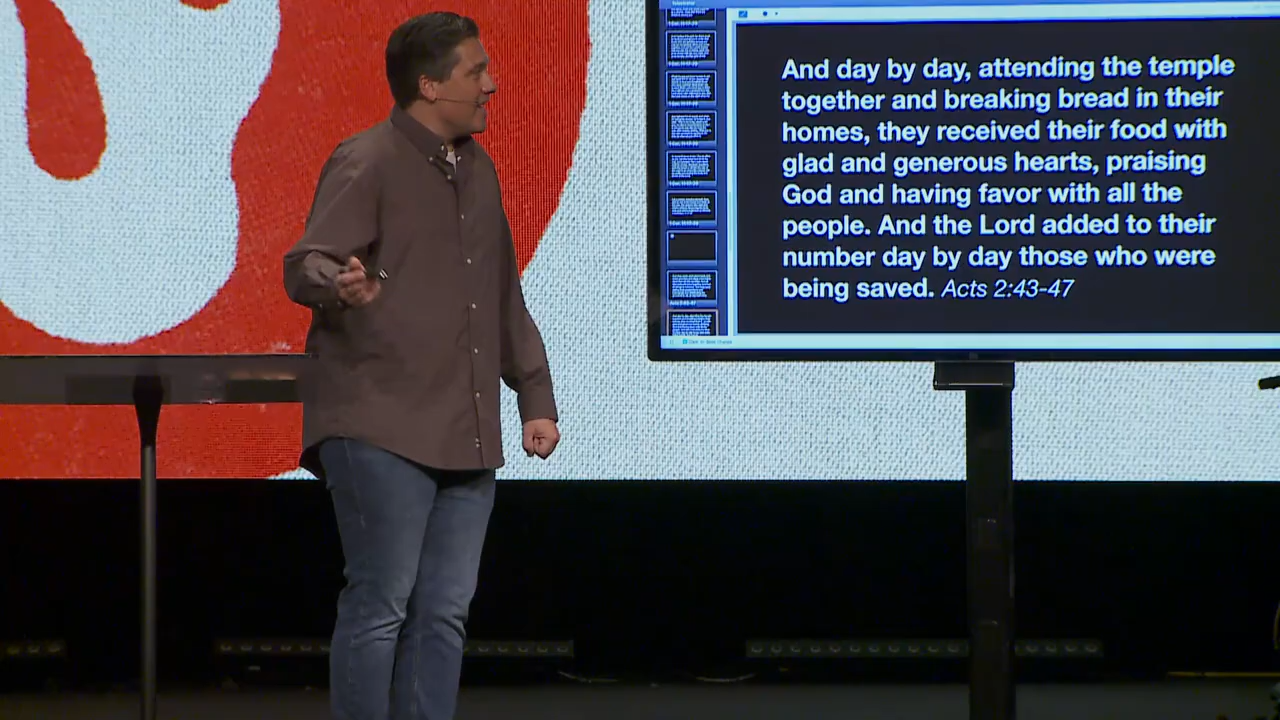 And day by day, attending the temple
together and breaking bread in their
homes, they received their food with
glad and generous hearts, praising
God and having favor with all the
people. And the Lord added to their
number day by day those who were
being saved. Acts 2:43-47